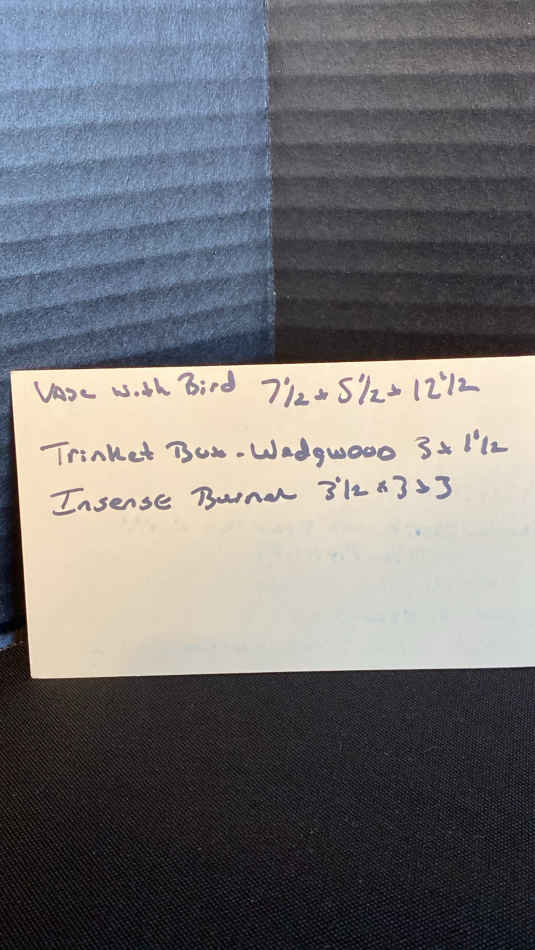 Vase with Bird 7 1/2 x 5 1/2 x 12 1/2
Trinket Box - Wedgwood 3 x 1 1/2
Insense Burner 3 1/2 x 3 x 3